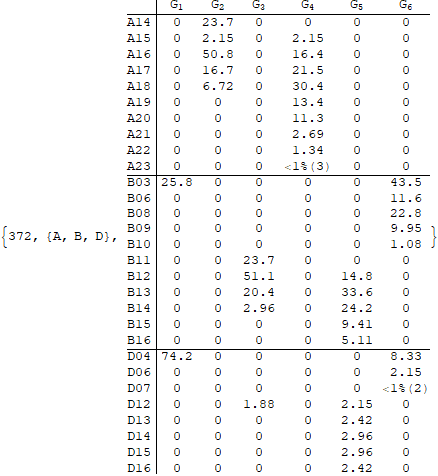 G1 G2 G3 G4 G5 G6
A14 0 23.7 0 0 0 0
A15 0 2.15 0 2.15 0 0
A16 0 50.8 0 16.4 0 0
A17 0 16.7 0 21.5 0 0
A18 0 6.72 0 30.4 0 0
A19 0 0 0 13.4 0 0
A20 0 0 0 11.3 0 0
A21 0 0 0 2.69 0 0
A22 0 0 0 1.34 0 0
A23 0 0 0 <1%(3) 0 0
B03 25.8 0 0 0 0 43.5
B06 0 0 0 0 0 11.6
B08 0 0 0 0 0 22.8
{372, {A, B, D}, B09 0 0 0 0 0 9.95 }
B10 0 0 0 0 0 1.08
B11 0 0 23.7 0 0 0
B12 0 0 51.1 0 14.8 0
B13 0 0 20.4 0 33.6 0
B14 0 0 2.96 0 24.2 0
B15 0 0 0 0 9.41 0
B16 0 0 0 0 5.11 0
D04 74.2 0 0 0 0 8.33
D06 0 0 0 0 0 2.15
D07 0 0 0 0 0 <1%(2)
D12 0 0 1.88 0 2.15 0
D13 0 0 0 0 2.42 0
D14 0 0 0 0 2.96 0
D15 0 0 0 0 2.96 0
D16 0 0 0 0 2.42 0